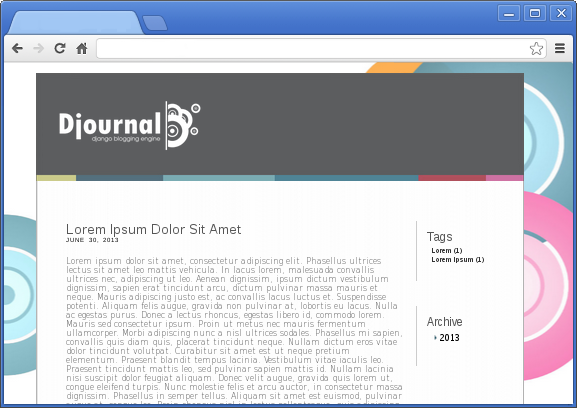 Djournal
django blogging engine
Lorem Ipsum Dolor Sit Amet
JUNE 30, 2013
Lorem ipsum dolor sit amet, consectetur adipiscing elit. Phasellus ultrices
lectus sit amet leo mattis vehicula. In lacus lorem, malesuada convallis
ultrices nec, adipiscing ut leo. Aenean dignissim, ipsum dictum vestibulum
dignissim, sapien erat tincidunt arcu, dictum pulvinar massa mauris et
neque. Mauris adipiscing justo est, ac convallis lacus luctus et. Suspendisse
potenti. Aliquam felis augue, gravida non pulvinar at, lobortis eu lacus. Nulla
ac egestas purus. Donec a lectus rhoncus, egestas libero id, commodo lorem.
Mauris sed consectetur ipsum. Proin ut metus nec mauris fermentum
ullamcorper. Morbi adipiscing nunc a nisl ultrices sodales. Phasellus mi sapien,
convallis quis diam quis, placerat tincidunt neque. Nullam dictum eros vitae
dolor tincidunt volutpat. Curabitur sit amet est ut neque pretium
elementum. Praesent blandit tempus lacinia. Vestibulum vitae iaculis leo.
Praesent tincidunt mattis leo, sed pulvinar sapien mattis id. Nullam lacinia
nisi suscipit dolor feugiat aliquam. Donec velit augue, gravida quis lorem ut,
congue eleifend turpis. Nunc molestie felis et arcu auctor, in consectetur massa
dignissim. Phasellus in semper tellus. Aliquam sit amet est euismod, pulvinar
Tags
Lorem (1)
Lorem Ipsum (1)
Archive
2013